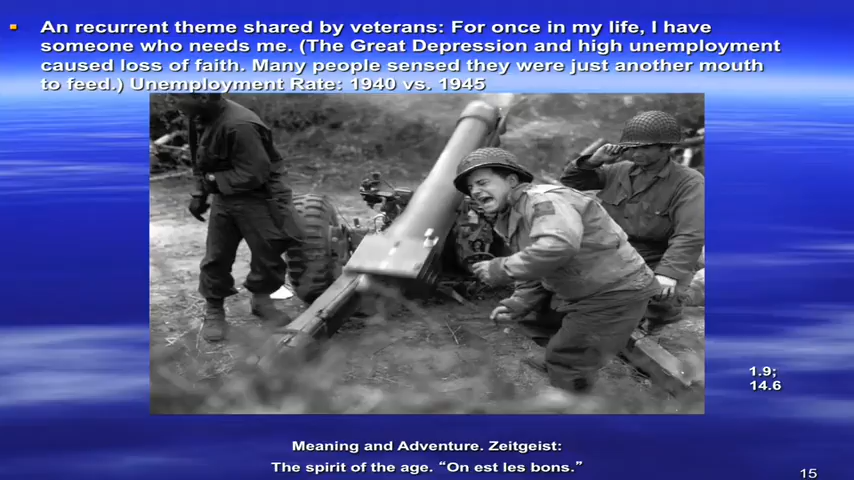 An recurrent theme shared by veterans: For once in my life, I have
someone who needs me. (The Great Depression and high unemployment
caused loss of faith. Many people sensed they were just another mouth
to feed.) Unemployment Rate: 1940 vs. 1945
1.9;
14.6
Meaning and Adventure. Zeitgeist:
The spirit of the age. “On est les bons.”
15